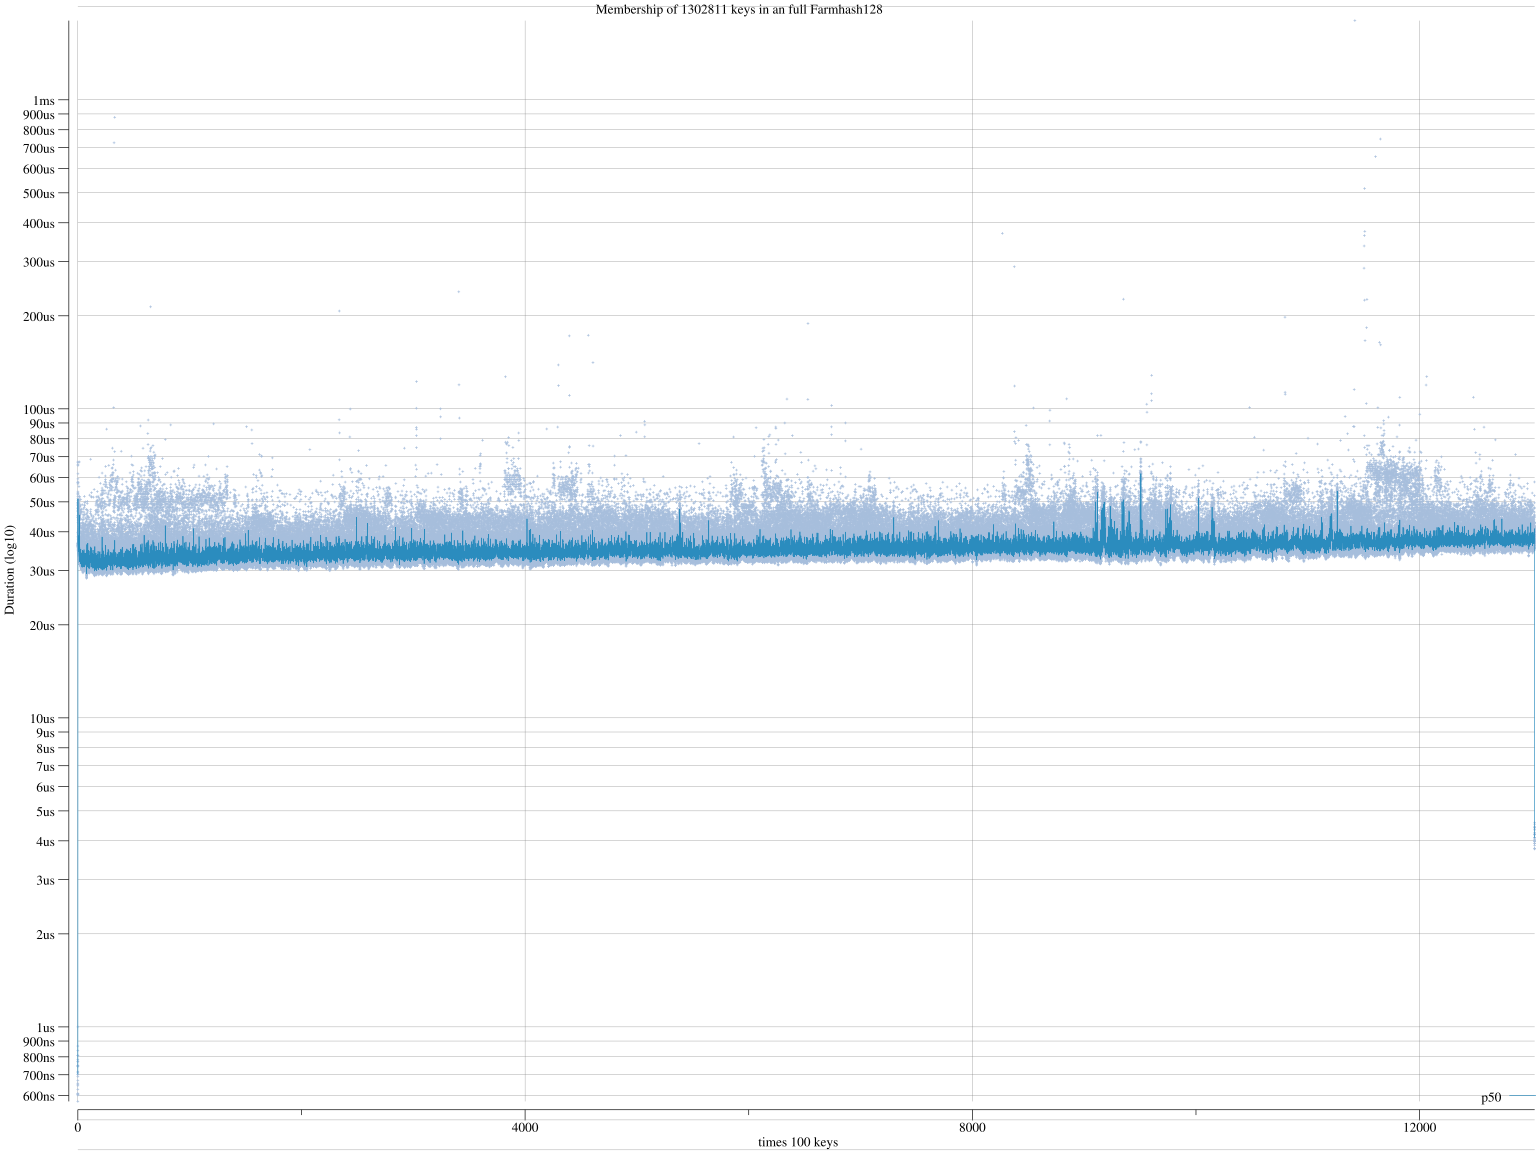 Membership of 1302811 keys in an full Farmhash128
1ms
900us
800us
700us
600us
500us
400us
300us
200us
100us
90us
80us
70us
60us
50us
40us
30us
20us
10us
9us
8us
7us
6us
5us
4us
3us
2us
1us
900ns
800ns
700ns
600ns
Duration (log10)
p50
0 4000 8000 12000
times 100 keys